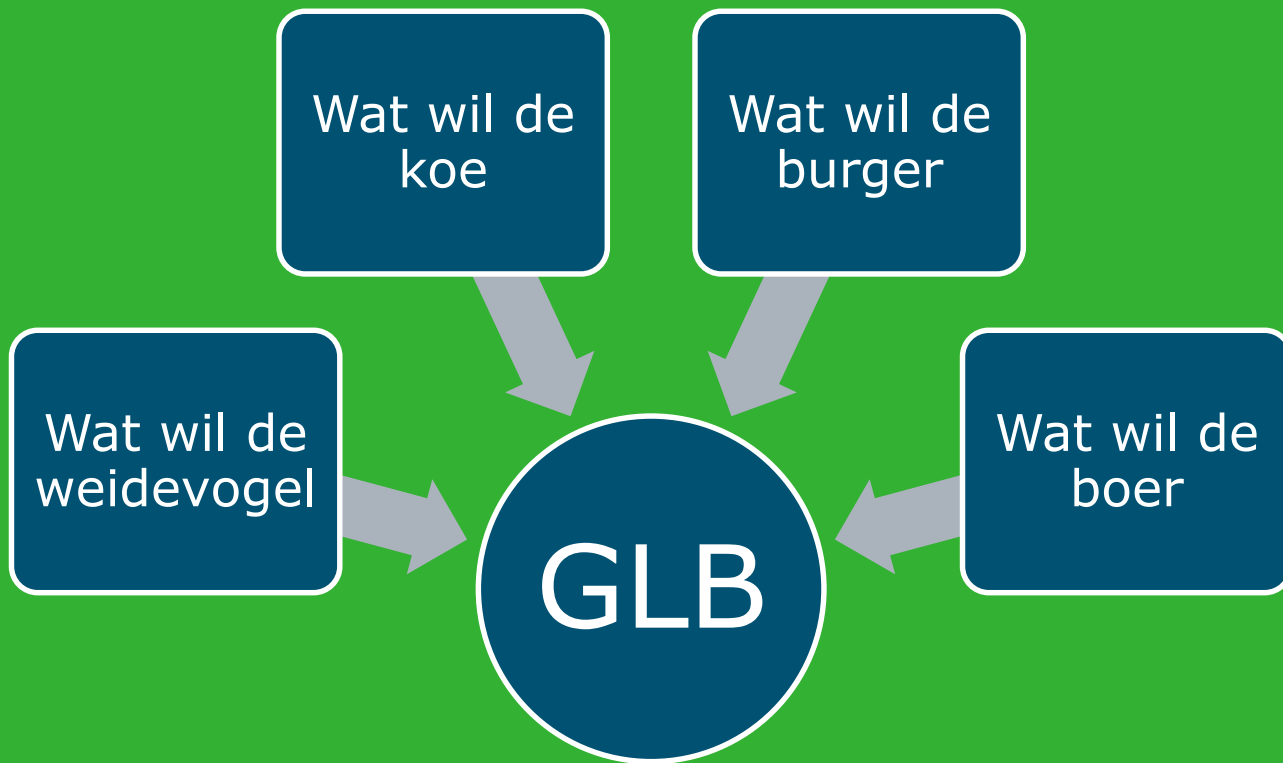 Wat wil de
koe
Wat wil de
burger
Wat wil de
weidevogel
Wat wil de
boer
GLB